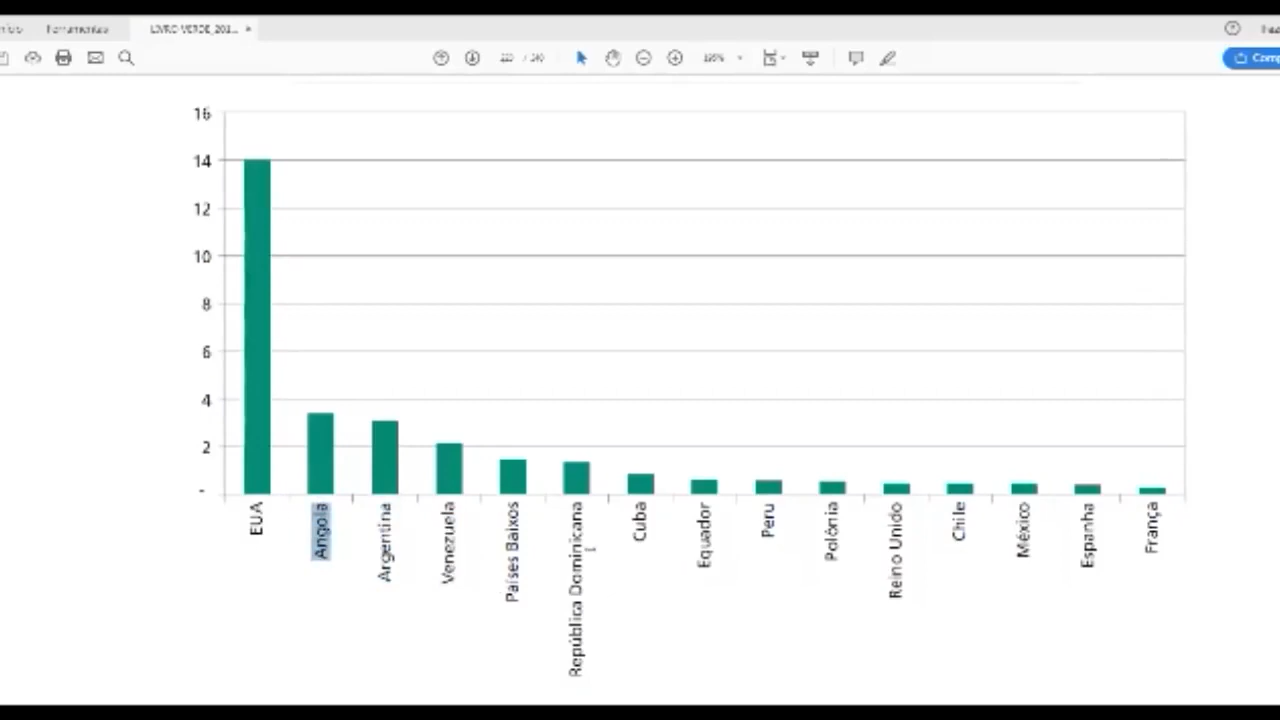 Ferramentas
16
14
12
10
8
6
4
2
-
EUA
Angola
Argentina
Venezuela
Países Baixos
República Dominicana
Cuba
Equador
Peru
Polónia
Reino Unido
Chile
México
Espanha
França